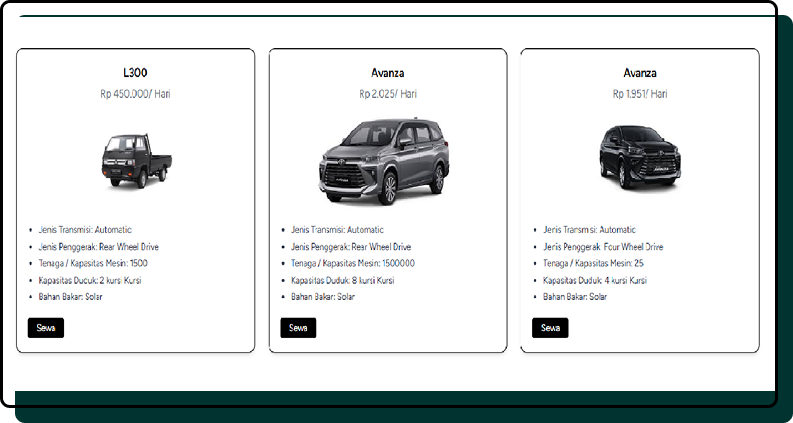 L300
Rp 450.000/ Hari
Jenis Transmisi: Automatic
Jenis Penggerak: Rear Wheel Drive
Tenaga / Kapasitas Mesin: 1500
Kapasitas Duduk: 2 kursi Kursi
Bahan Bakar: Solar
Sewa
Avanza
Rp 2.025/ Hari
Jenis Transmisi: Automatic
Jenis Penggerak: Rear Wheel Drive
Tenaga / Kapasitas Mesin: 1500000
Kapasitas Duduk: 8 kursi Kursi
Bahan Bakar: Solar
Sewa
Avanza
Rp 1.951/ Hari
Jenis Transmisi: Automatic
Jenis Penggerak: Four Wheel Drive
Tenaga / Kapasitas Mesin: 25
Kapasitas Duduk: 4 kursi Kursi
Bahan Bakar: Solar
Sewa